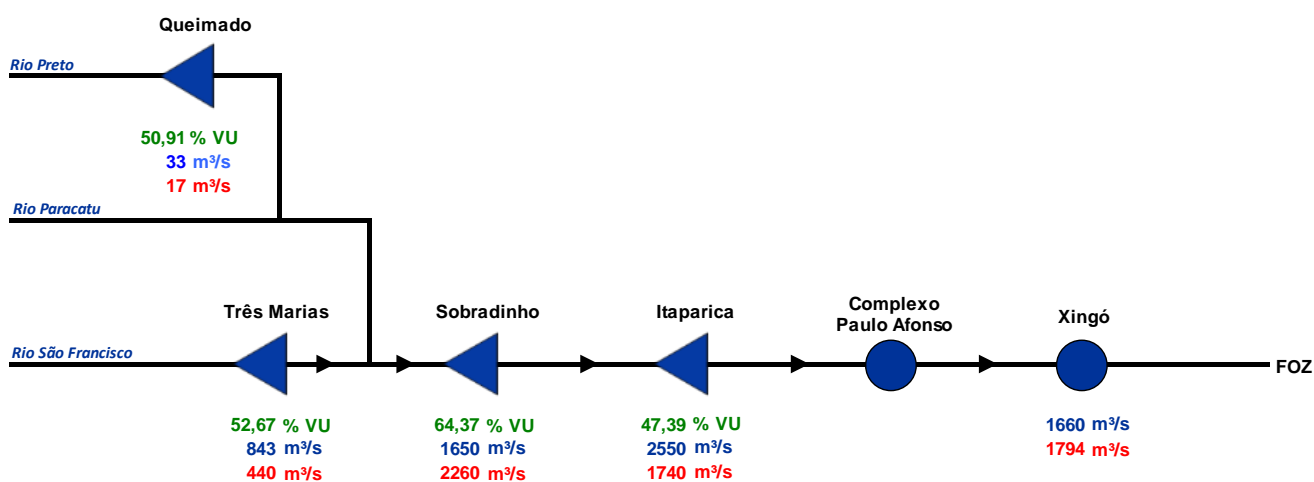 Queimado
Rio Preto
50,91 % VU
33 m³/s
17 m³/s
Rio Paracatu
Três Marias
Sobradinho
Itaparica
Complexo
Paulo Afonso
Xingó
Rio São Francisco
FOZ
52,67 % VU
843 m³/s
440 m³/s
64,37 % VU
1650 m³/s
2260 m³/s
47,39 % VU
2550 m³/s
1740 m³/s
1660 m³/s
1794 m³/s